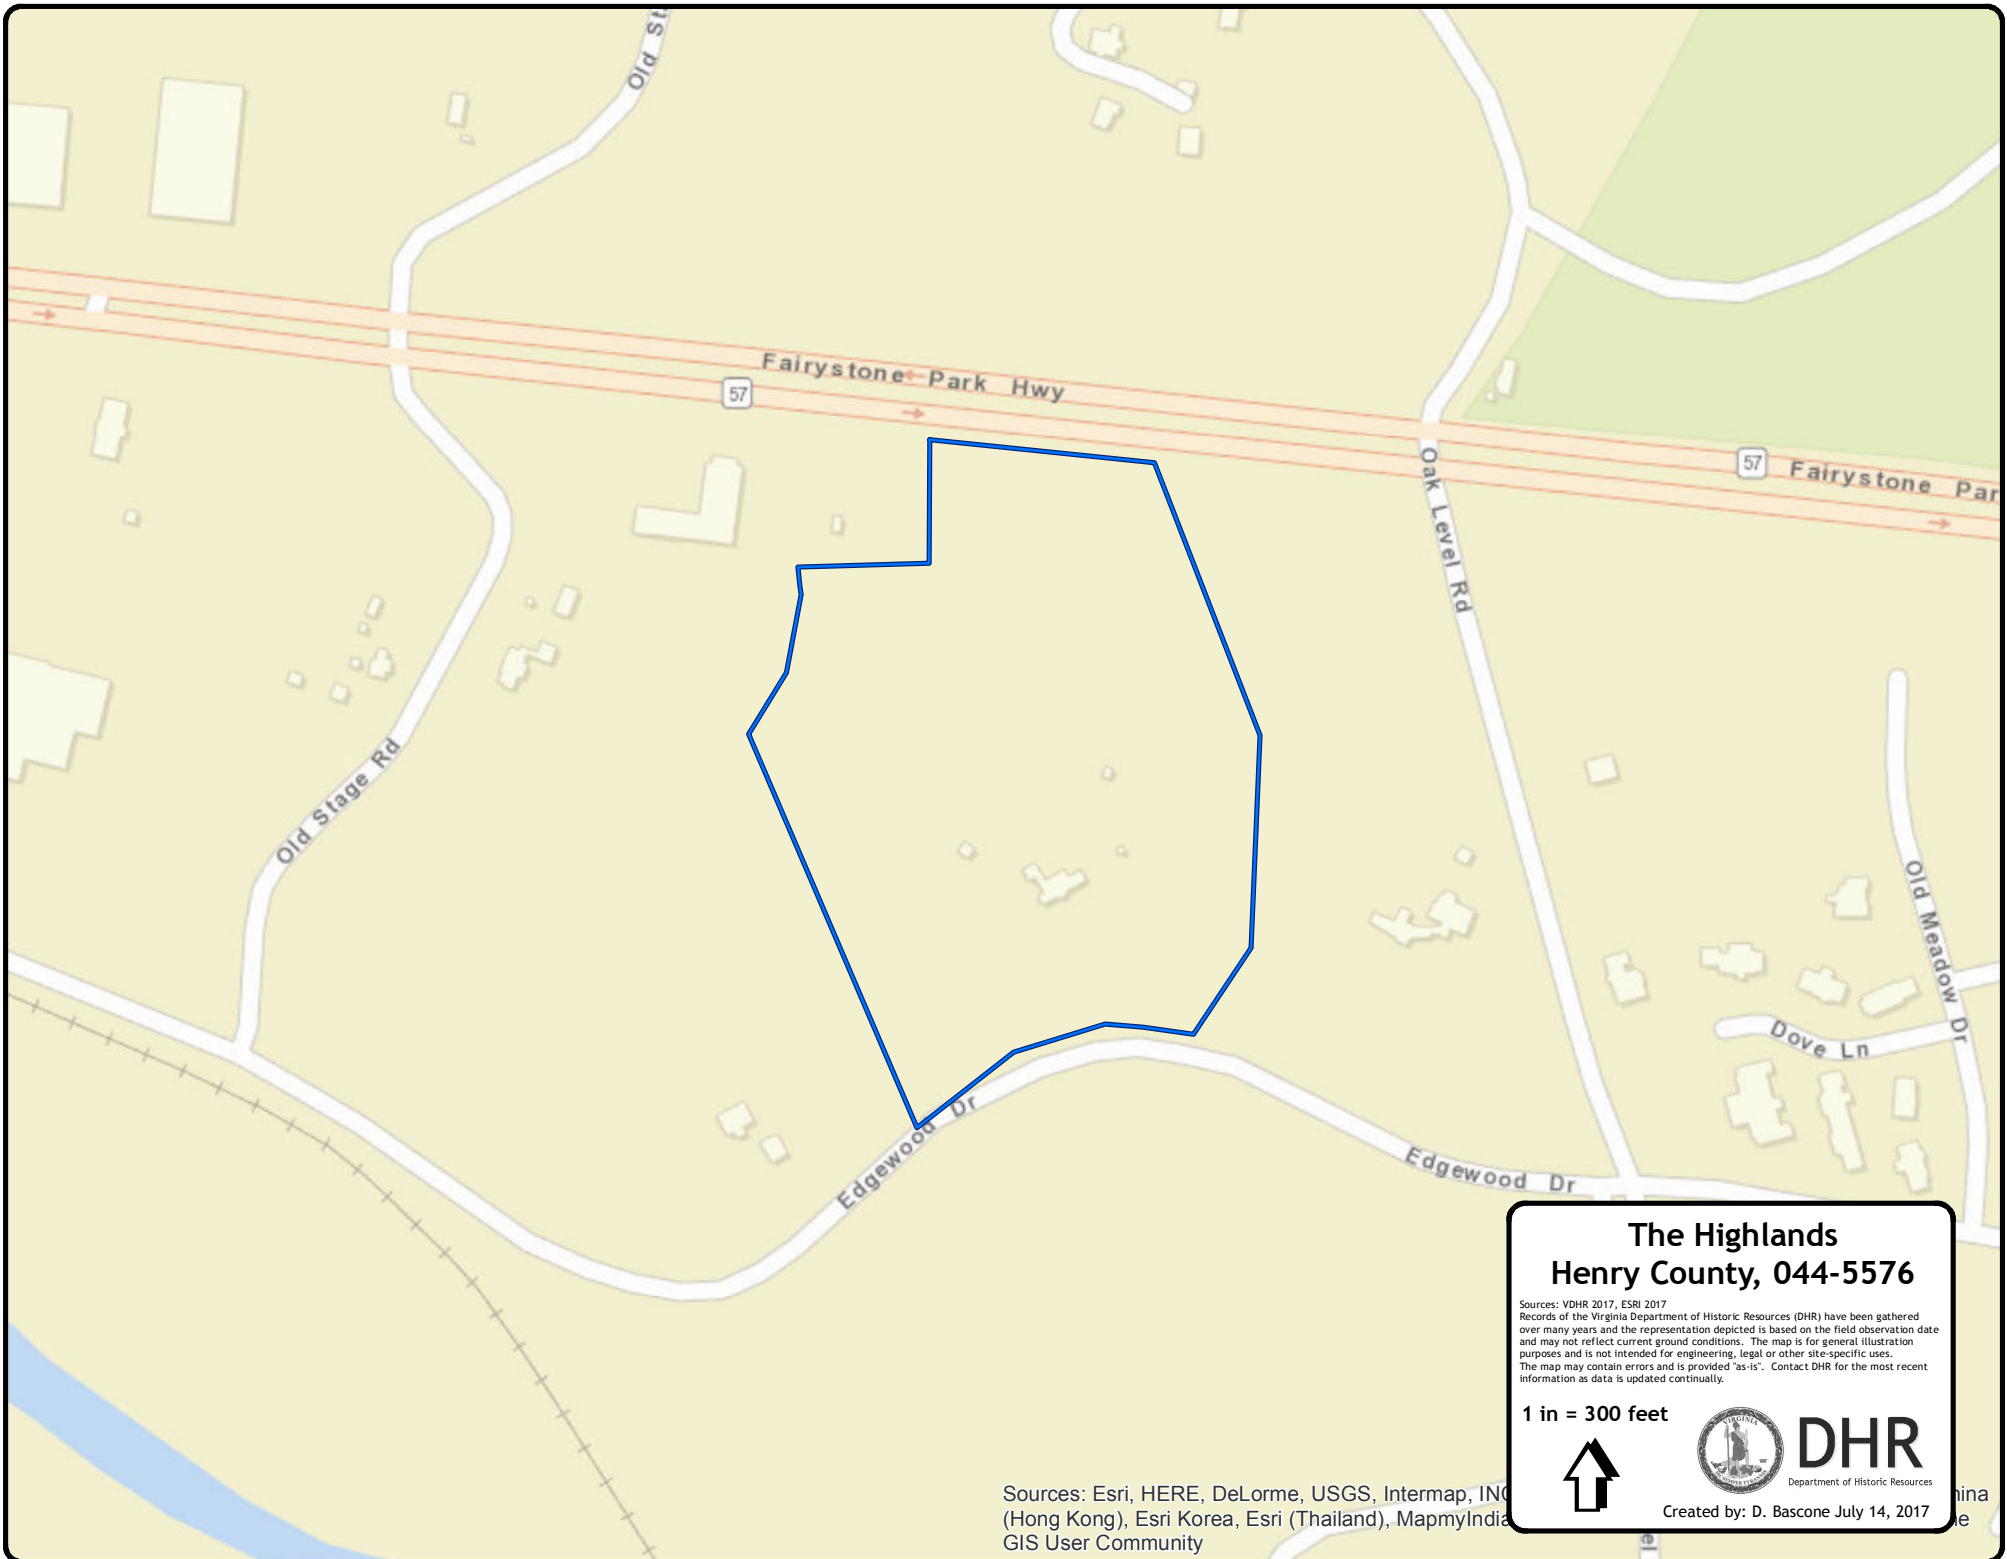 Old St
Fairystone Park Hwy
57
57
Fairystone Par
Oak Level Rd
Old Stage Rd
Old Meadow Dr
Dove Ln
Edgewood Dr
Edgewood Dr
The Highlands
Henry County, 044-5576
Sources: VDHR 2017, ESRI 2017
Records of the Virginia Department of Historic Resources (DHR) have been gathered
over many years and the representation depicted is based on the field observation date
and may not reflect current ground conditions. The map is for general illustration
purposes and is not intended for engineering, legal or other site-specific uses.
The map may contain errors and is provided "as-is". Contact DHR for the most recent
information as data is updated continually.
1 in = 300 feet
VIRGINIA
DHR
Department of Historic Resources
Created by: D. Bascone July 14, 2017
Sources: Esri, HERE, DeLorme, USGS, Intermap, INC hina
(Hong Kong), Esri Korea, Esri (Thailand), MapmyIndia he
GIS User Community
el